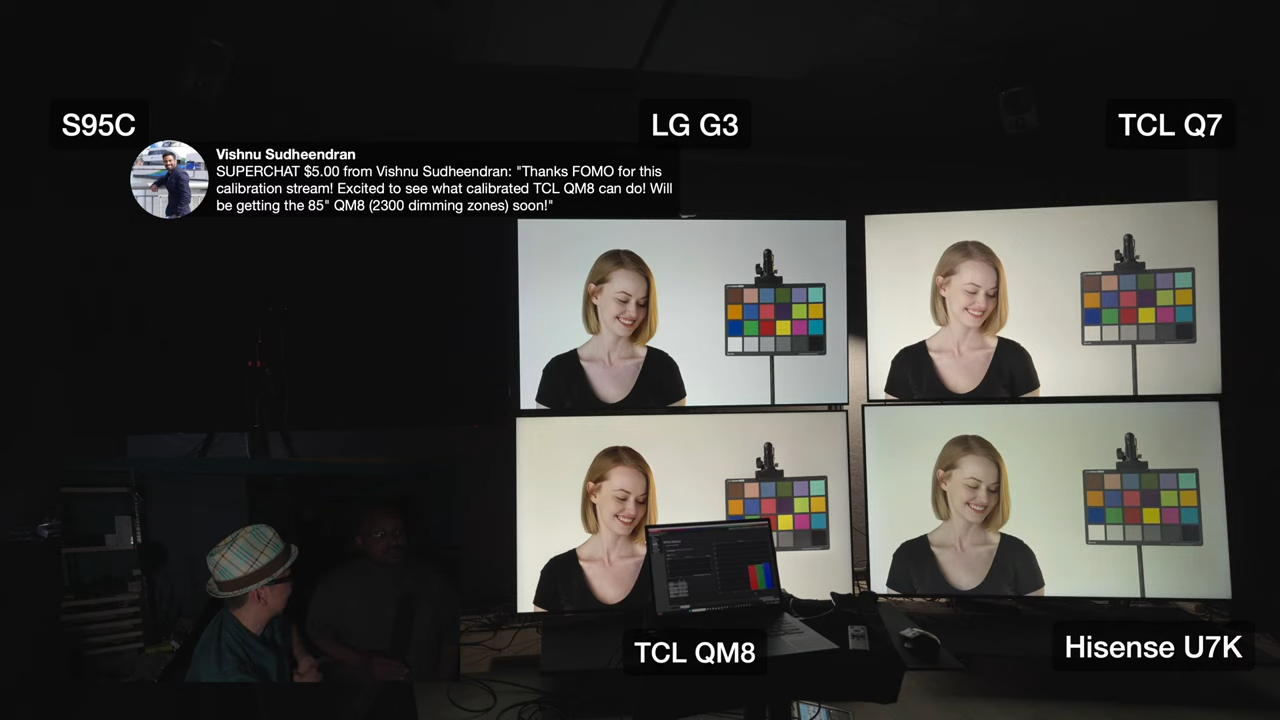 S95C
LG G3
TCL Q7
Vishnu Sudheendran
SUPERCHAT $5.00 from Vishnu Sudheendran: "Thanks FOMO for this
calibration stream! Excited to see what calibrated TCL QM8 can do! Will
be getting the 85" QM8 (2300 dimming zones) soon!"
TCL QM8
Hisense U7K